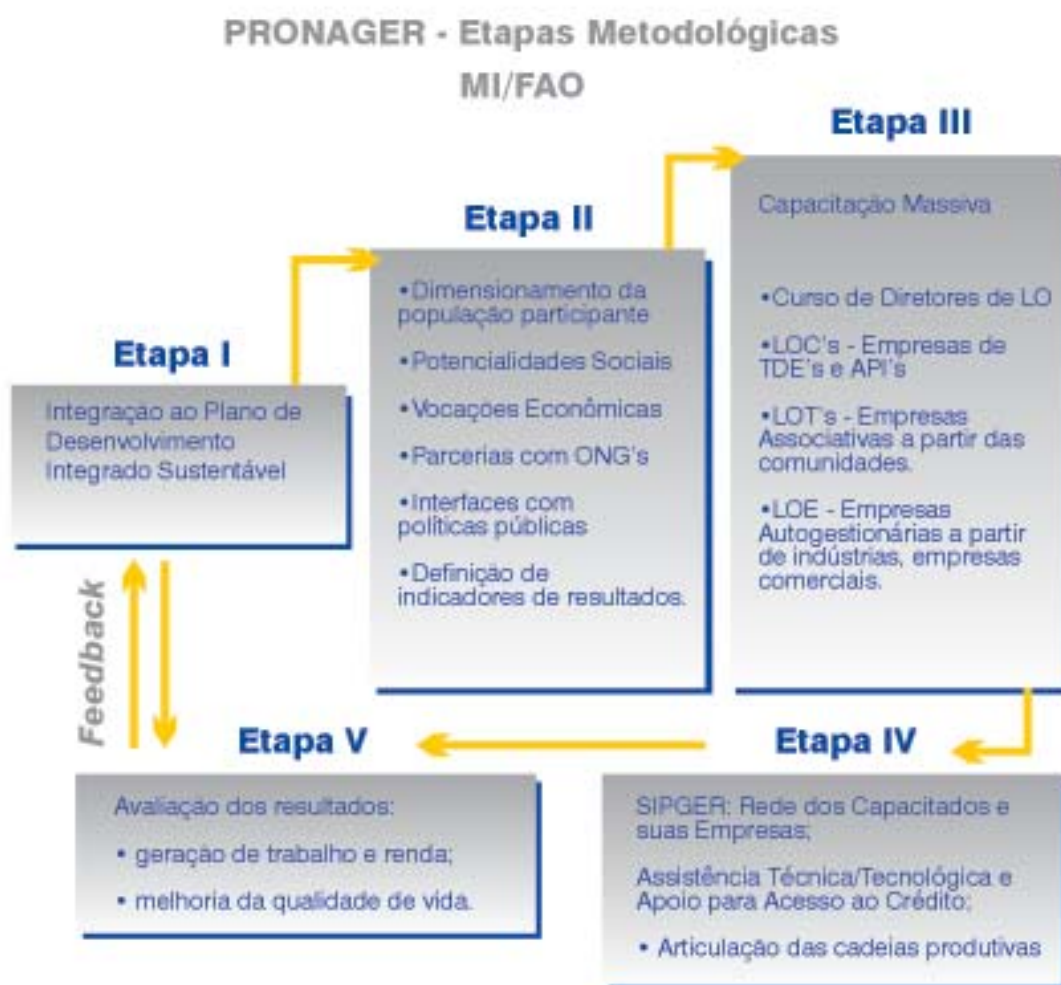 PRONAGER - Etapas Metodológicas
MI/FAO
Etapa I
Integração ao Plano de
Desenvolvimento
Integrado Sustentável
Etapa II
•Dimensionamento da
população participante
•Potencialidades Sociais
•Vocações Econômicas
•Parcerias com ONG's
•Interfaces com
políticas públicas
•Definição de
indicadores de resultados.
Etapa III
Capacitação Massiva
•Curso de Diretores de LO
•LOC's - Empresas de
TDE's e API's
•LOT's - Empresas
Associativas a partir das
comunidades.
•LOE - Empresas
Autogestionárias a partir
de indústrias, empresas
comerciais.
Etapa IV
SIPGER: Rede dos Capacitados e
suas Empresas;
Assistência Técnica/Tecnológica e
Apoio para Acesso ao Crédito;
• Articulação das cadeias produtivas
Etapa V
Avaliação dos resultados:
• geração de trabalho e renda;
• melhoria da qualidade de vida.
Feedback